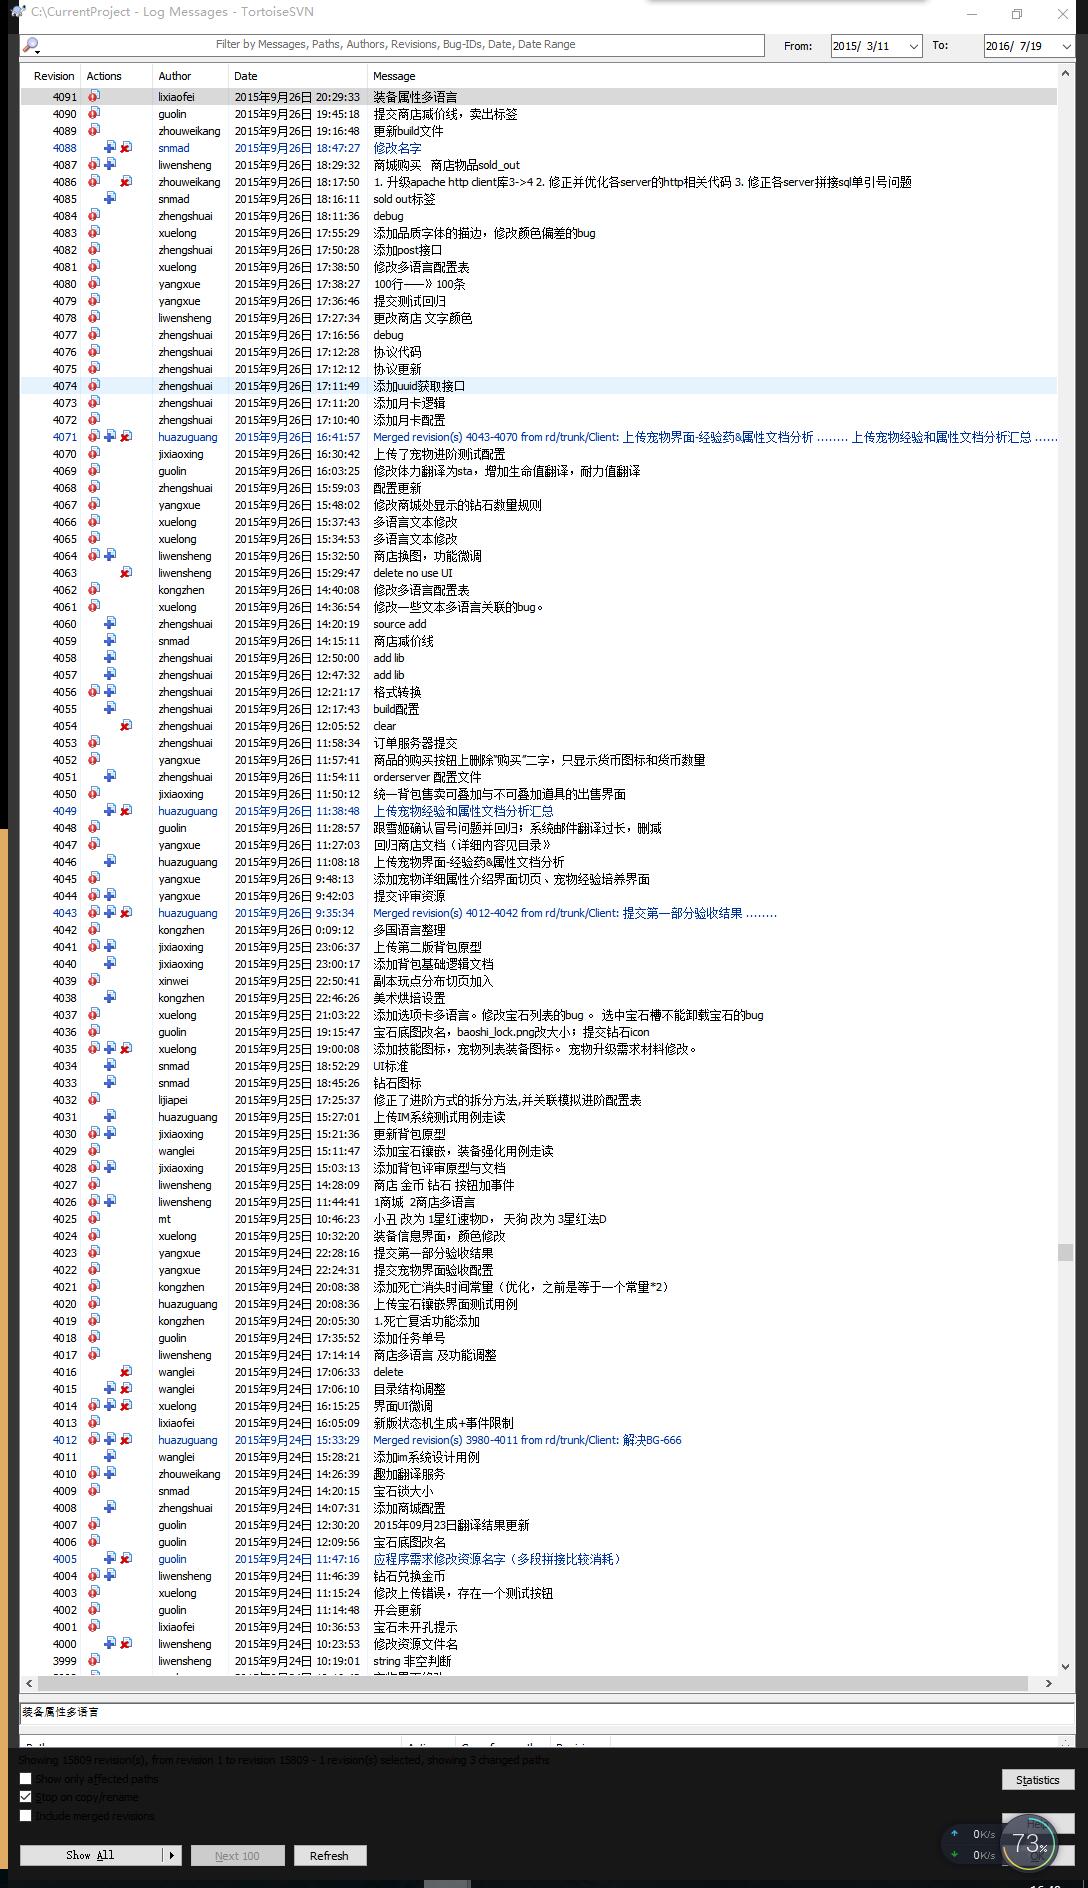 C:\CurrentProject - Log Messages - TortoiseSVN
Filter by Messages, Paths, Authors, Revisions, Bug-IDs, Date, Date Range From: 2015/ 3/11 To: 2016/ 7/19
Revision Actions Author Date Message
4091 lixiaofei 2015年9月26日 20:29:33 装备属性多语言
4090 guolin 2015年9月26日 19:45:18 提交商店减价线，卖出标签
4089 zhouweikang 2015年9月26日 19:16:48 更新build文件
4088 snmad 2015年9月26日 18:47:27 修改名字
4087 liwensheng 2015年9月26日 18:29:32 商城购买 商店物品sold_out
4086 zhouweikang 2015年9月26日 18:17:50 1. 升级apache http client库3->4 2. 修正并优化各server的http相关代码 3. 修正各server拼接sql单引号问题
4085 snmad 2015年9月26日 18:16:11 sold out标签
4084 zhengshuai 2015年9月26日 18:11:36 debug
4083 xuelong 2015年9月26日 17:55:29 添加品质字体的描边，修改颜色偏差的bug
4082 zhengshuai 2015年9月26日 17:50:28 添加post接口
4081 xuelong 2015年9月26日 17:38:50 修改多语言配置表
4080 yangxue 2015年9月26日 17:38:27 100行——》100条
4079 yangxue 2015年9月26日 17:36:46 提交测试回归
4078 liwensheng 2015年9月26日 17:27:34 更改商店 文字颜色
4077 zhengshuai 2015年9月26日 17:16:56 debug
4076 zhengshuai 2015年9月26日 17:12:28 协议代码
4075 zhengshuai 2015年9月26日 17:12:12 协议更新
4074 zhengshuai 2015年9月26日 17:11:49 添加uuid获取接口
4073 zhengshuai 2015年9月26日 17:11:20 添加月卡逻辑
4072 zhengshuai 2015年9月26日 17:10:40 添加月卡配置
4071 huazuguang 2015年9月26日 16:41:57 Merged revision(s) 4043-4070 from rd/trunk/Client: 上传宠物界面-经验药&属性文档分析 ........ 上传宠物经验和属性文档分析汇总 ......
4070 jixiaoxing 2015年9月26日 16:30:42 上传了宠物进阶测试配置
4069 guolin 2015年9月26日 16:03:25 修改体力翻译为sta，增加生命值翻译，耐力值翻译
4068 zhengshuai 2015年9月26日 15:59:03 配置更新
4067 yangxue 2015年9月26日 15:48:02 修改商城处显示的钻石数量规则
4066 xuelong 2015年9月26日 15:37:43 多语言文本修改
4065 xuelong 2015年9月26日 15:34:53 多语言文本修改
4064 liwensheng 2015年9月26日 15:32:50 商店换图，功能微调
4063 liwensheng 2015年9月26日 15:29:47 delete no use UI
4062 kongzhen 2015年9月26日 14:40:08 修改多语言配置表
4061 xuelong 2015年9月26日 14:36:54 修改一些文本多语言关联的bug。
4060 zhengshuai 2015年9月26日 14:20:19 source add
4059 snmad 2015年9月26日 14:15:11 商店减价线
4058 zhengshuai 2015年9月26日 12:50:00 add lib
4057 zhengshuai 2015年9月26日 12:47:32 add lib
4056 zhengshuai 2015年9月26日 12:21:17 格式转换
4055 zhengshuai 2015年9月26日 12:17:43 build配置
4054 zhengshuai 2015年9月26日 12:05:52 clear
4053 zhengshuai 2015年9月26日 11:58:34 订单服务器提交
4052 yangxue 2015年9月26日 11:57:41 商品的购买按钮上删除“购买”二字，只显示货币图标和货币数量
4051 zhengshuai 2015年9月26日 11:54:11 orderserver 配置文件
4050 jixiaoxing 2015年9月26日 11:50:12 统一背包售卖可叠加与不可叠加道具的出售界面
4049 huazuguang 2015年9月26日 11:38:48 上传宠物经验和属性文档分析汇总
4048 guolin 2015年9月26日 11:28:57 跟雪姬确认冒号问题并回归；系统邮件翻译过长，删减
4047 yangxue 2015年9月26日 11:27:03 回归商店文档（详细内容见目录》
4046 huazuguang 2015年9月26日 11:08:18 上传宠物界面-经验药&属性文档分析
4045 yangxue 2015年9月26日 9:48:13 添加宠物详细属性介绍界面切页、宠物经验培养界面
4044 yangxue 2015年9月26日 9:42:03 提交评审资源
4043 huazuguang 2015年9月26日 9:35:34 Merged revision(s) 4012-4042 from rd/trunk/Client: 提交第一部分验收结果 ........
4042 kongzhen 2015年9月26日 0:09:12 多国语言整理
4041 jixiaoxing 2015年9月25日 23:06:37 上传第二版背包原型
4040 jixiaoxing 2015年9月25日 23:00:17 添加背包基础逻辑文档
4039 xinwei 2015年9月25日 22:50:41 副本玩点分布切页加入
4038 kongzhen 2015年9月25日 22:46:26 美术烘培设置
4037 xuelong 2015年9月25日 21:03:22 添加选项卡多语言。修改宝石列表的bug 。 选中宝石槽不能卸载宝石的bug
4036 guolin 2015年9月25日 19:15:47 宝石底图改名，baoshi_lock.png改大小；提交钻石icon
4035 xuelong 2015年9月25日 19:00:08 添加技能图标，宠物列表装备图标。 宠物升级需求材料修改。
4034 snmad 2015年9月25日 18:52:29 UI标准
4033 snmad 2015年9月25日 18:45:26 钻石图标
4032 lijiapei 2015年9月25日 17:25:37 修正了进阶方式的拆分方法,并关联模拟进阶配置表
4031 huazuguang 2015年9月25日 15:27:01 上传IM系统测试用例走读
4030 jixiaoxing 2015年9月25日 15:21:36 更新背包原型
4029 wanglei 2015年9月25日 15:11:47 添加宝石镶嵌，装备强化用例走读
4028 jixiaoxing 2015年9月25日 15:03:13 添加背包评审原型与文档
4027 liwensheng 2015年9月25日 14:28:09 商店 金币 钻石 按钮加事件
4026 liwensheng 2015年9月25日 11:44:41 1商城 2商店多语言
4025 mt 2015年9月25日 10:46:23 小丑 改为 1星红速物D， 天狗 改为 3星红法D
4024 xuelong 2015年9月25日 10:32:20 装备信息界面，颜色修改
4023 yangxue 2015年9月24日 22:28:16 提交第一部分验收结果
4022 yangxue 2015年9月24日 22:24:31 提交宠物界面验收配置
4021 kongzhen 2015年9月24日 20:08:38 添加死亡消失时间常量（优化，之前是等于一个常量*2）
4020 huazuguang 2015年9月24日 20:08:36 上传宝石镶嵌界面测试用例
4019 kongzhen 2015年9月24日 20:05:30 1.死亡复活功能添加
4018 guolin 2015年9月24日 17:35:52 添加任务单号
4017 liwensheng 2015年9月24日 17:14:14 商店多语言 及功能调整
4016 wanglei 2015年9月24日 17:06:33 delete
4015 wanglei 2015年9月24日 17:06:10 目录结构调整
4014 xuelong 2015年9月24日 16:15:25 界面UI微调
4013 lixiaofei 2015年9月24日 16:05:09 新版状态机生成+事件限制
4012 huazuguang 2015年9月24日 15:33:29 Merged revision(s) 3980-4011 from rd/trunk/Client: 解决BG-666
4011 wanglei 2015年9月24日 15:28:21 添加im系统设计用例
4010 zhouweikang 2015年9月24日 14:26:39 趣加翻译服务
4009 snmad 2015年9月24日 14:20:15 宝石锁大小
4008 zhengshuai 2015年9月24日 14:07:31 添加商城配置
4007 guolin 2015年9月24日 12:30:20 2015年09月23日翻译结果更新
4006 guolin 2015年9月24日 12:09:56 宝石底图改名
4005 guolin 2015年9月24日 11:47:16 应程序需求修改资源名字（多段拼接比较消耗）
4004 liwensheng 2015年9月24日 11:46:39 钻石兑换金币
4003 xuelong 2015年9月24日 11:15:24 修改上传错误，存在一个测试按钮
4002 guolin 2015年9月24日 11:14:48 开会更新
4001 lixiaofei 2015年9月24日 10:36:53 宝石未开孔提示
4000 liwensheng 2015年9月24日 10:23:53 修改资源文件名
3999 liwensheng 2015年9月24日 10:19:01 string 非空判断
装备属性多语言
Showing 15809 revision(s), from revision 1 to revision 15809 - 1 revision(s) selected, showing 3 changed paths
Show only affected paths
Statistics
Stop on copy/rename
Include merged revisions
0K/s
73%
0K/s
Show All Next 100 Refresh